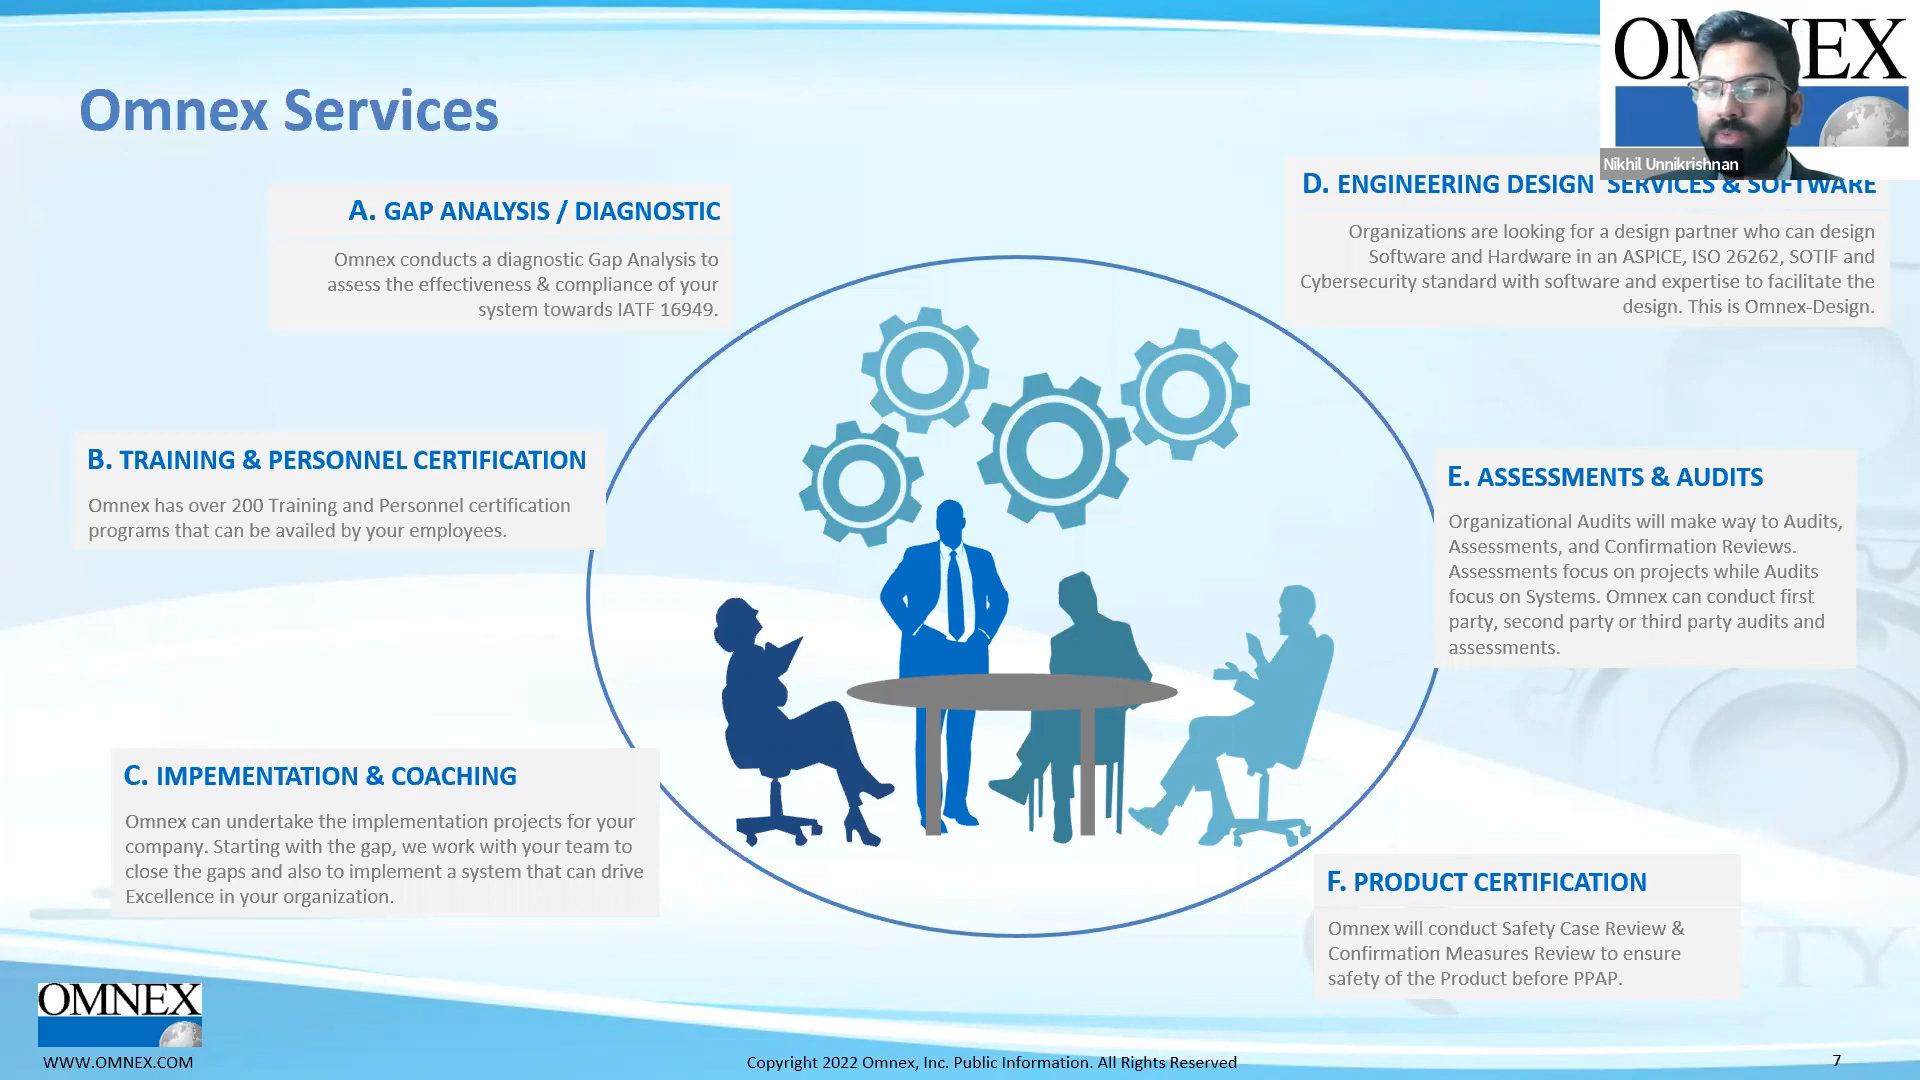 Omnex Services
A. GAP ANALYSIS / DIAGNOSTIC
Omnex conducts a diagnostic Gap Analysis to
assess the effectiveness & compliance of your
system towards IATF 16949.
B. TRAINING & PERSONNEL CERTIFICATION
Omnex has over 200 Training and Personnel certification
programs that can be availed by your employees.
C. IMPEMENTATION & COACHING
Omnex can undertake the implementation projects for your
company. Starting with the gap, we work with your team to
close the gaps and also to implement a system that can drive
Excellence in your organization.
OMNEX
Nikhil Unnikrishnan
D. ENGINEERING DESIGN SERVICES & SOFTWARE
Organizations are looking for a design partner who can design
Software and Hardware in an ASPICE, ISO 26262, SOTIF and
Cybersecurity standard with software and expertise to facilitate the
design. This is Omnex-Design.
E. ASSESSMENTS & AUDITS
Organizational Audits will make way to Audits,
Assessments, and Confirmation Reviews.
Assessments focus on projects while Audits
focus on Systems. Omnex can conduct first
party, second party or third party audits and
assessments.
F. PRODUCT CERTIFICATION
Omnex will conduct Safety Case Review &
Confirmation Measures Review to ensure
safety of the Product before PPAP.
OMNEX
WWW.OMNEX.COM
Copyright 2022 Omnex, Inc. Public Information. All Rights Reserved
7